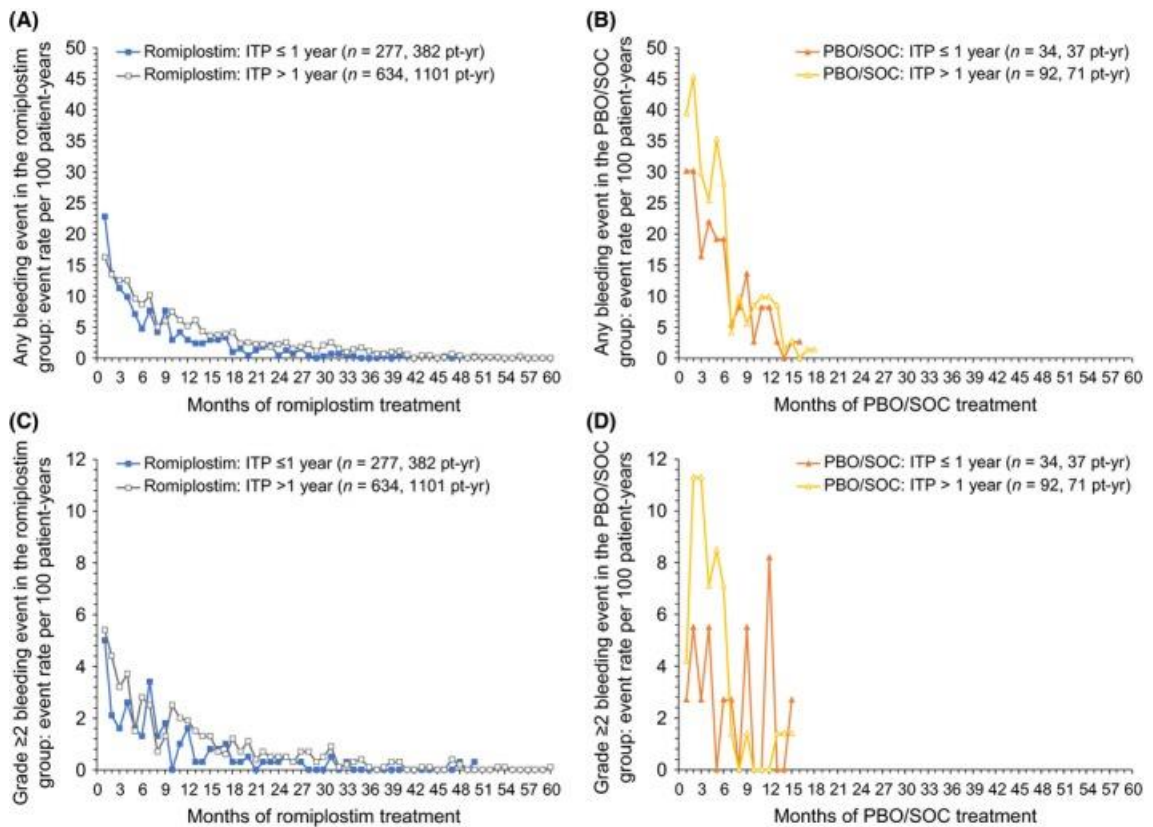 (A)
Any bleeding event in the romiplostim
group: event rate per 100 patient-years
50
45
40
35
30
25
20
15
10
5
0
Romiplostim: ITP ≤ 1 year (n = 277, 382 pt-yr)
Romiplostim: ITP > 1 year (n = 634, 1101 pt-yr)
0 3 6 9 12 15 18 21 24 27 30 33 36 39 42 45 48 51 54 57 60
Months of romiplostim treatment
(B)
Any bleeding event in the PBO/SOC
group: event rate per 100 patient-years
50
45
40
35
30
25
20
15
10
5
0
PBO/SOC: ITP ≤ 1 year (n = 34, 37 pt-yr)
PBO/SOC: ITP > 1 year (n = 92, 71 pt-yr)
0 3 6 9 12 15 18 21 24 27 30 33 36 39 42 45 48 51 54 57 60
Months of PBO/SOC treatment
(C)
Grade ≥2 bleeding event in the romiplostim
group: event rate per 100 patient-years
12
10
8
6
4
2
0
Romiplostim: ITP ≤1 year (n = 277, 382 pt-yr)
Romiplostim: ITP >1 year (n = 634, 1101 pt-yr)
0 3 6 9 12 15 18 21 24 27 30 33 36 39 42 45 48 51 54 57 60
Months of romiplostim treatment
(D)
Grade ≥2 bleeding event in the PBO/SOC
group: event rate per 100 patient-years
12
10
8
6
4
2
0
PBO/SOC: ITP ≤ 1 year (n = 34, 37 pt-yr)
PBO/SOC: ITP > 1 year (n = 92, 71 pt-yr)
0 3 6 9 12 15 18 21 24 27 30 33 36 39 42 45 48 51 54 57 60
Months of PBO/SOC treatment